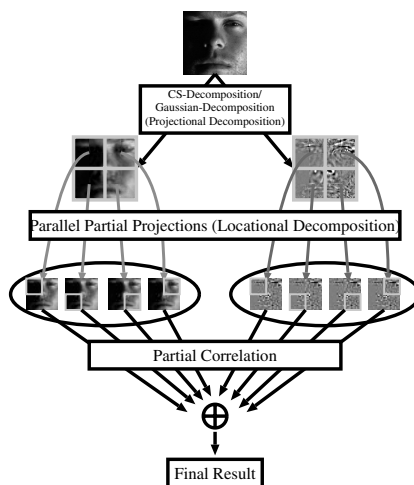 CS-Decomposition/
Gaussian-Decomposition
(Projectional Decomposition)
Parallel Partial Projections (Locational Decomposition)
Partial Correlation
Final Result